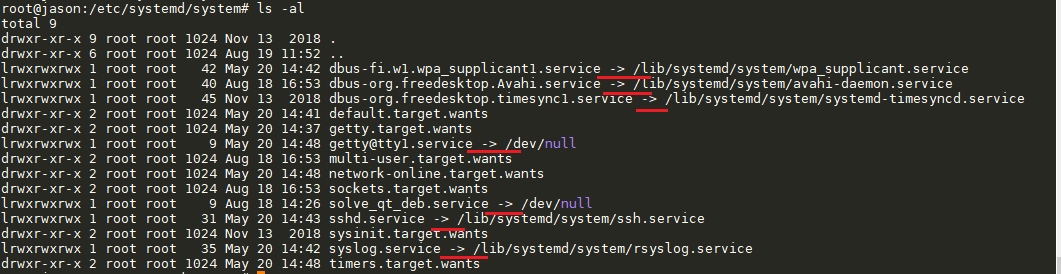 root@jason:/etc/systemd/system# ls -al
total 9
drwxr-xr-x 9 root root 1024 Nov 13  2018 .
drwxr-xr-x 6 root root 1024 Aug 19 11:52 ..
lrwxrwxrwx 1 root root   42 May 20 14:42 dbus-fi.w1.wpa_supplicant1.service -> /lib/systemd/system/wpa_supplicant.service
lrwxrwxrwx 1 root root   40 Aug 18 16:53 dbus-org.freedesktop.Avahi.service -> /lib/systemd/system/avahi-daemon.service
lrwxrwxrwx 1 root root   45 Nov 13  2018 dbus-org.freedesktop.timesync1.service -> /lib/systemd/system/systemd-timesyncd.service
drwxr-xr-x 2 root root 1024 May 20 14:41 default.target.wants
drwxr-xr-x 2 root root 1024 May 20 14:37 getty.target.wants
lrwxrwxrwx 1 root root    9 May 20 14:48 getty@tty1.service -> /dev/null
drwxr-xr-x 2 root root 1024 Aug 18 16:53 multi-user.target.wants
drwxr-xr-x 2 root root 1024 May 20 14:48 network-online.target.wants
drwxr-xr-x 2 root root 1024 Aug 18 16:53 sockets.target.wants
lrwxrwxrwx 1 root root    9 Aug 18 14:26 solve_qt_deb.service -> /dev/null
lrwxrwxrwx 1 root root   31 May 20 14:43 sshd.service -> /lib/systemd/system/ssh.service
drwxr-xr-x 2 root root 1024 Nov 13  2018 sysinit.target.wants
lrwxrwxrwx 1 root root   35 May 20 14:42 syslog.service -> /lib/systemd/system/rsyslog.service
drwxr-xr-x 2 root root 1024 May 20 14:48 timers.target.wants